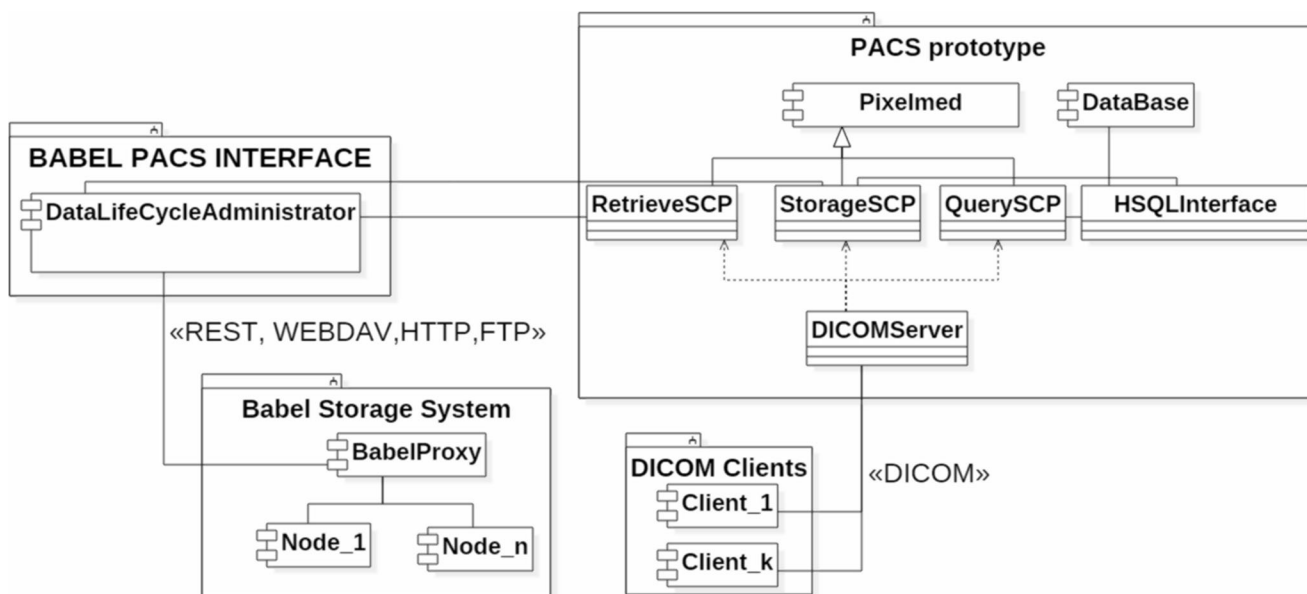 PACS prototype
Pixelmed
DataBase
BABEL PACS INTERFACE
DataLifeCycleAdministrator
RetrieveSCP
StorageSCP
QuerySCP
HSQLInterface
«REST, WEBDAV,HTTP,FTP»
DICOMServer
Babel Storage System
BabelProxy
Node_1
Node_n
DICOM Clients
«DICOM»
Client_1
Client_k